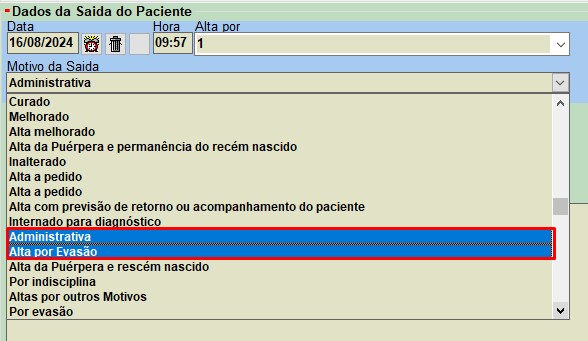 Dados da Saida do Paciente
Data Hora Alta por
16/08/2024 09:57 1
Motivo da Saida
Administrativa
Curado
Melhorado
Alta melhorado
Alta da Puérpera e permanência do recém nascido
Inalterado
Alta a pedido
Alta a pedido
Alta com previsão de retorno ou acompanhamento do paciente
Internado para diagnóstico
Administrativa
Alta por Evasão
Alta da Puérpera e rescém nascido
Por indisciplina
Altas por outros Motivos
Por evasão